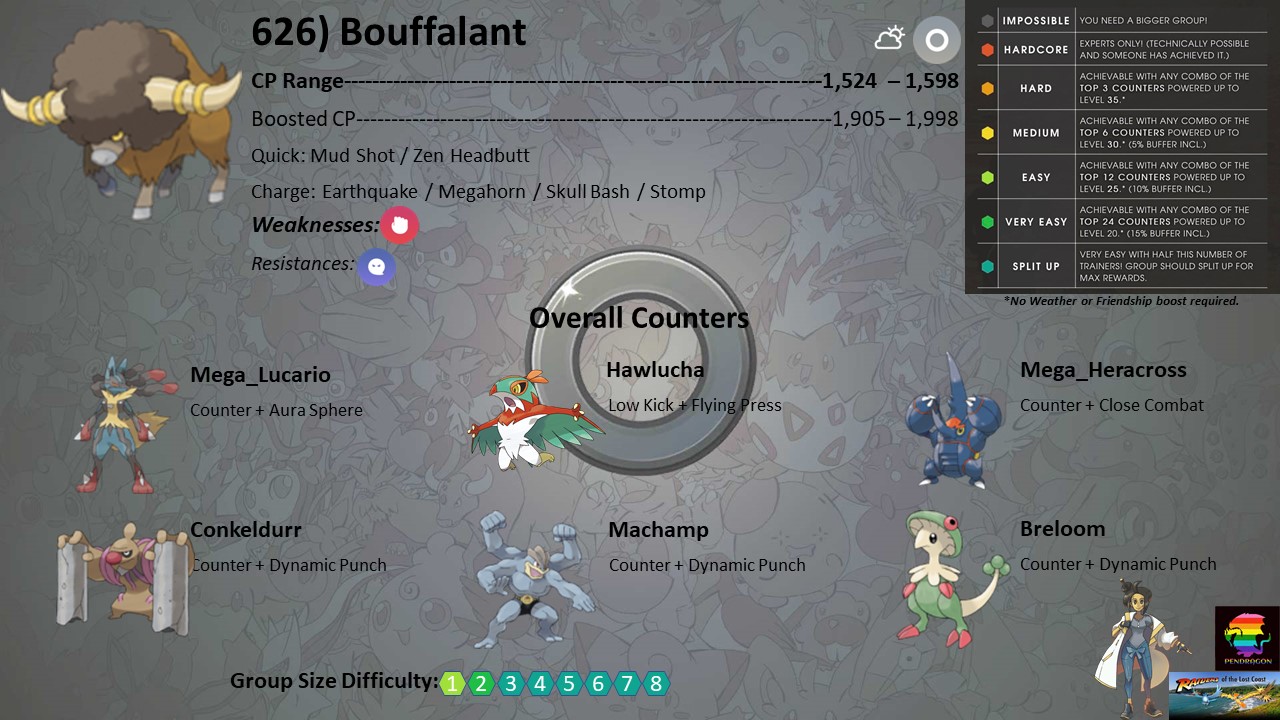 626) Bouffalant
CP Range------------------------------------------------------------------------1,524 – 1,598
Boosted CP------------------------------------------------------------------------1,905 – 1,998
Quick: Mud Shot / Zen Headbutt
Charge: Earthquake / Megahorn / Skull Bash / Stomp
Weaknesses:
Resistances:
IMPOSSIBLE YOU NEED A BIGGER GROUP!
HARDCORE EXPERTS ONLY! (TECHNICALLY POSSIBLE
AND SOMEONE HAS ACHIEVED IT.)
HARD ACHIEVABLE WITH ANY COMBO OF THE
TOP 3 COUNTERS POWERED UP TO
LEVEL 35.*
MEDIUM ACHIEVABLE WITH ANY COMBO OF THE
TOP 6 COUNTERS POWERED UP TO
LEVEL 30.* (5% BUFFER INCL.)
EASY ACHIEVABLE WITH ANY COMBO OF THE
TOP 12 COUNTERS POWERED UP TO
LEVEL 25.* (10% BUFFER INCL.)
VERY EASY ACHIEVABLE WITH ANY COMBO OF THE
TOP 24 COUNTERS POWERED UP TO
LEVEL 20.* (15% BUFFER INCL.)
SPLIT UP VERY EASY WITH HALF THIS NUMBER OF
TRAINERS! GROUP SHOULD SPLIT UP FOR
MAX REWARDS.
*No Weather or Friendship boost required.
Overall Counters
Mega_Lucario
Counter + Aura Sphere
Hawlucha
Low Kick + Flying Press
Mega_Heracross
Counter + Close Combat
Conkeldurr
Counter + Dynamic Punch
Machamp
Counter + Dynamic Punch
Breloom
Counter + Dynamic Punch
Group Size Difficulty: 1 2 3 4 5 6 7 8
PENDROGON
RAIDERS of the Lost Coast